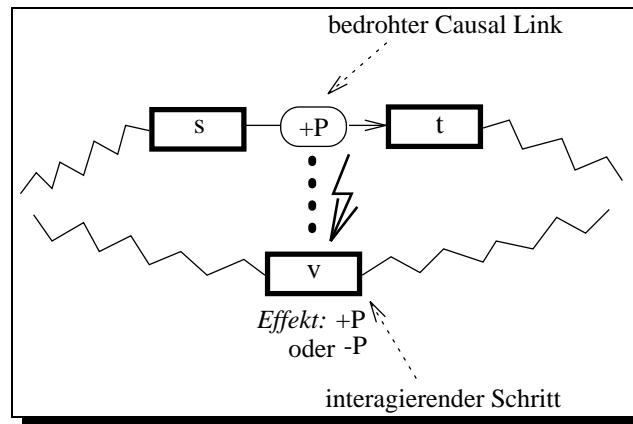 bedrohter Causal Link
s
+P
t
v
Effekt: +P
oder -P
interagierender Schritt